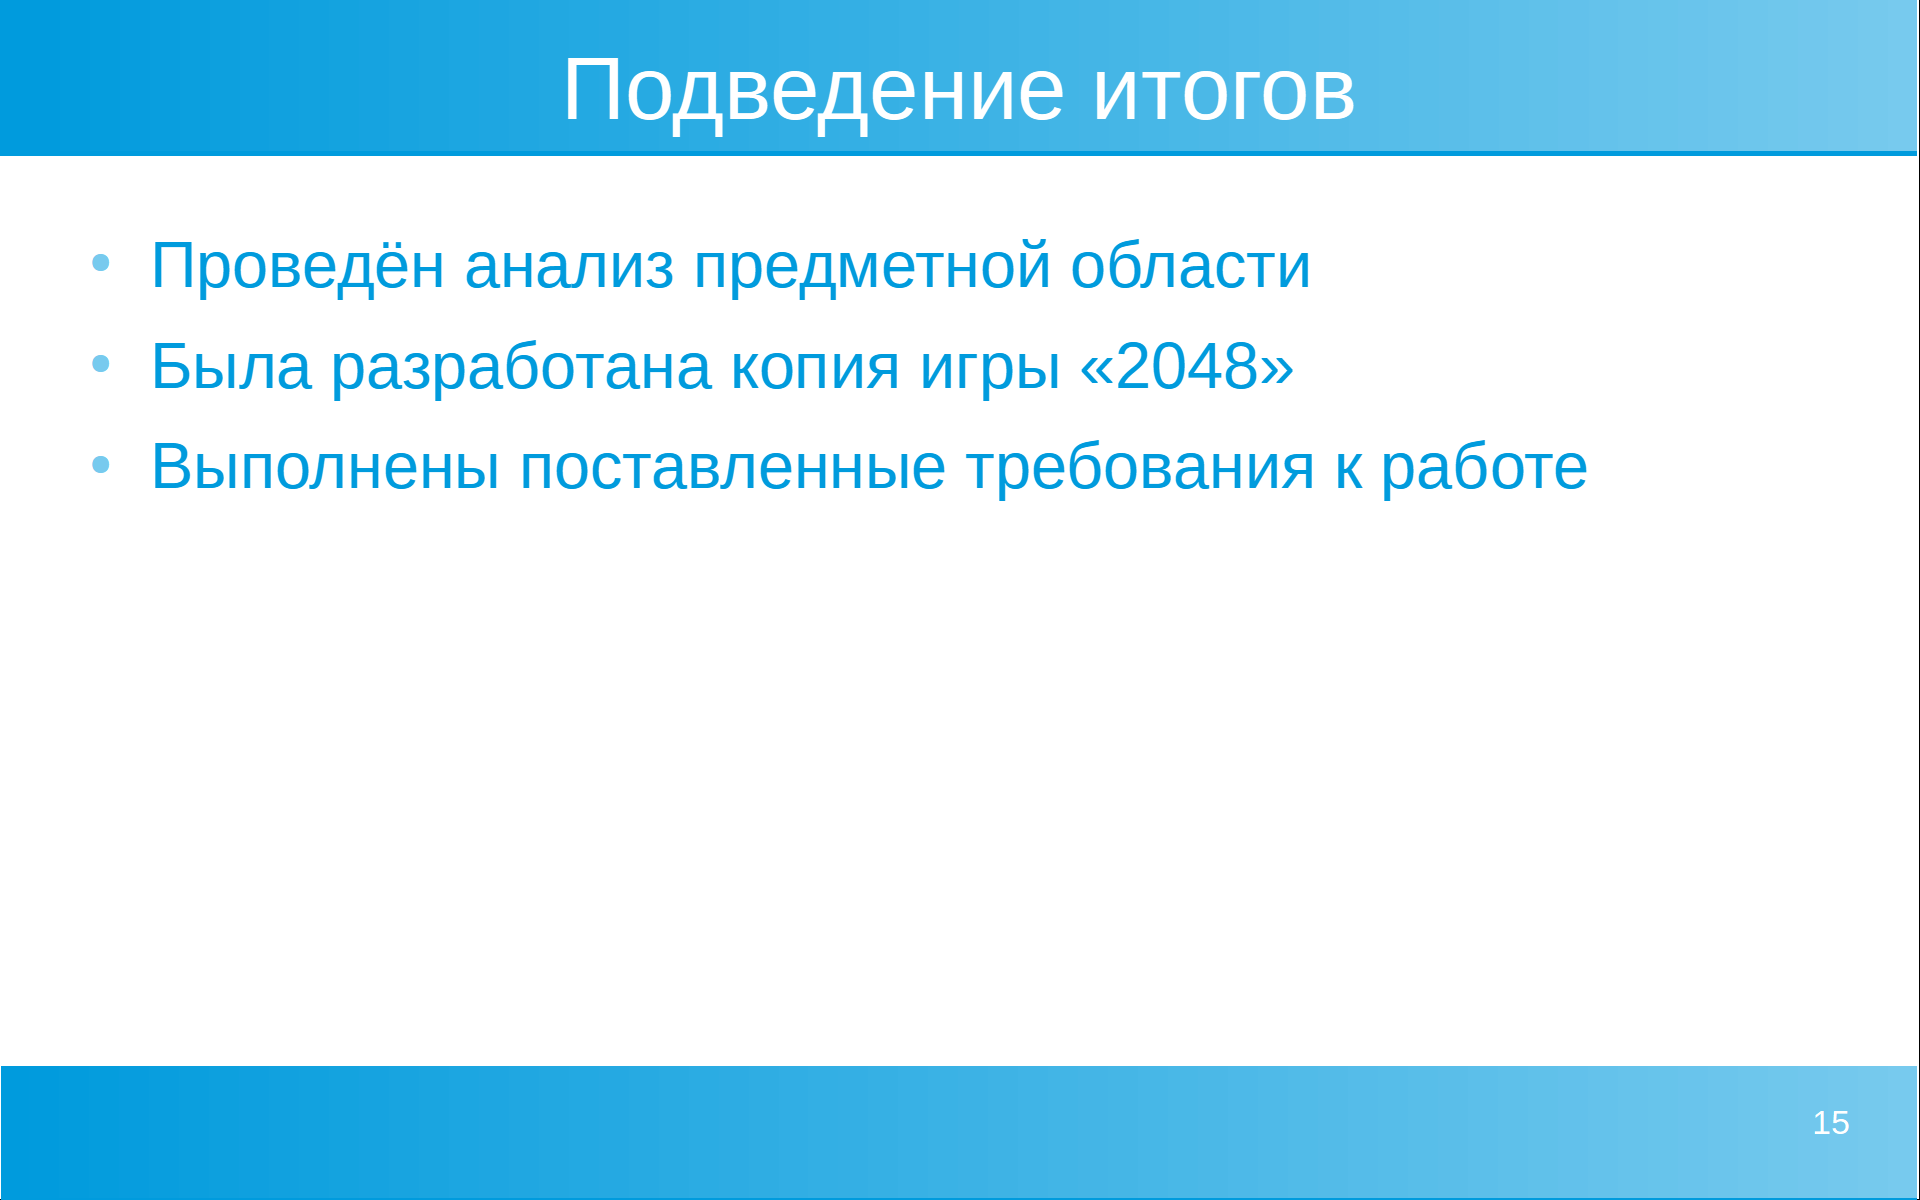 Подведение итогов
• Проведён анализ предметной области
• Была разработана копия игры «2048»
• Выполнены поставленные требования к работе
15